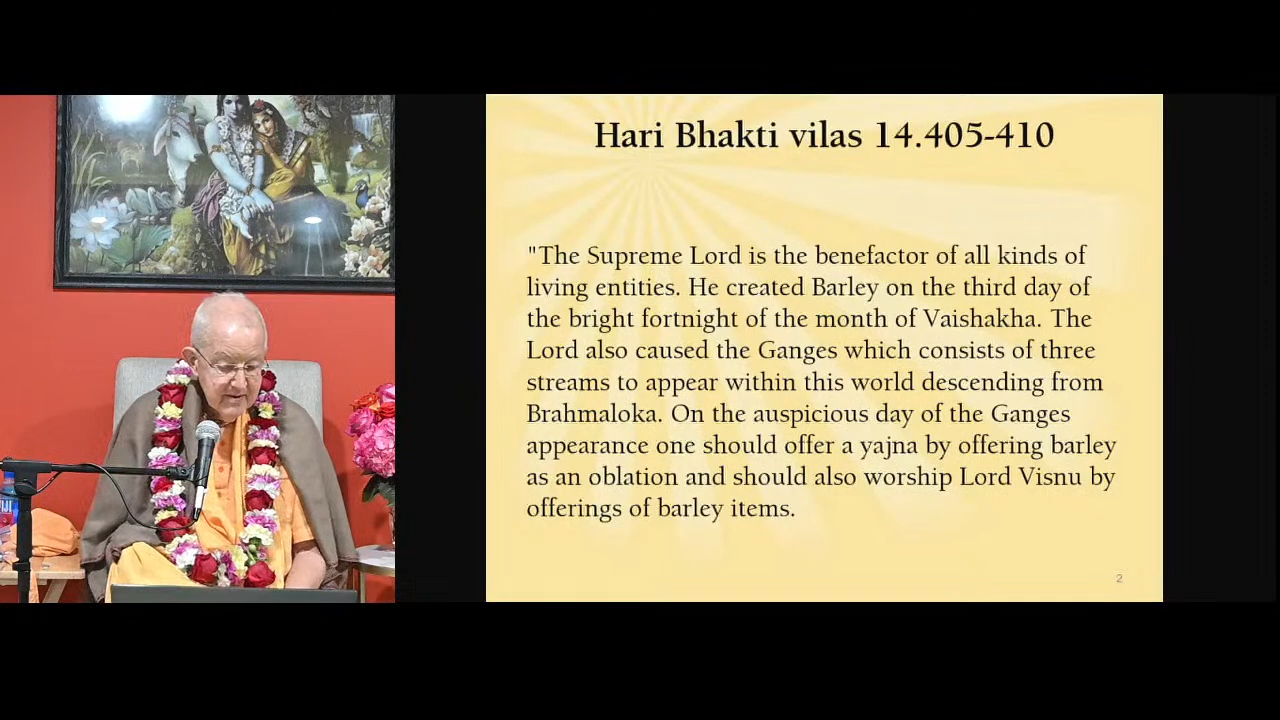 Hari Bhakti vilas 14.405-410
"The Supreme Lord is the benefactor of all kinds of
living entities. He created Barley on the third day of
the bright fortnight of the month of Vaishakha. The
Lord also caused the Ganges which consists of three
streams to appear within this world descending from
Brahmaloka. On the auspicious day of the Ganges
appearance one should offer a yajna by offering barley
as an oblation and should also worship Lord Visnu by
offerings of barley items.
2